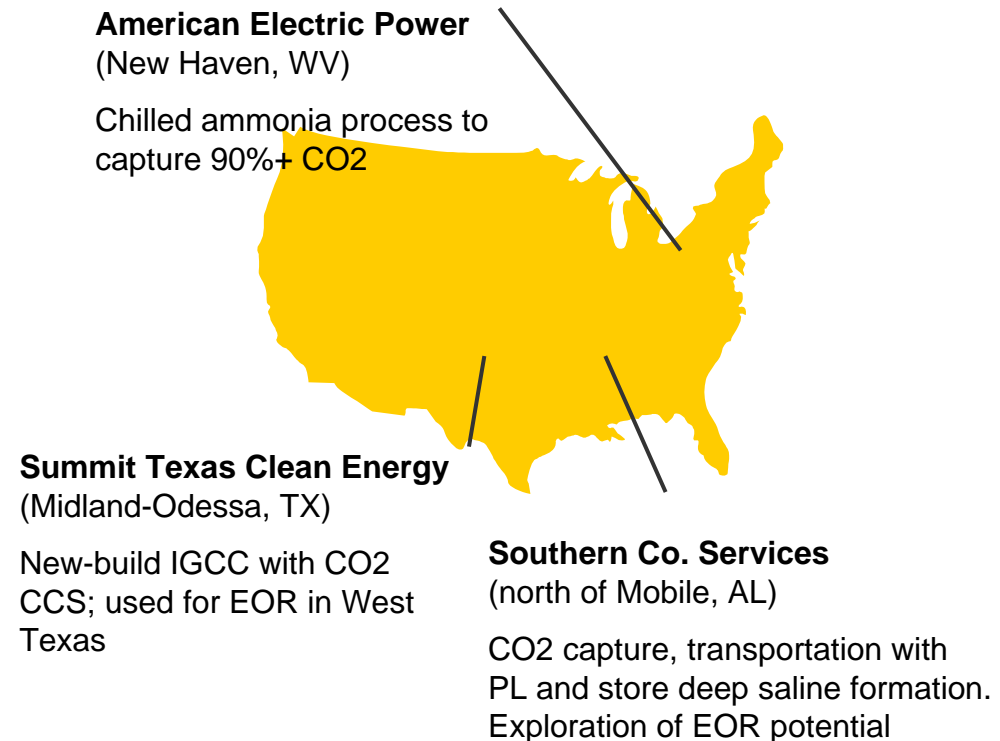 American Electric Power
(New Haven, WV)
Chilled ammonia process to
capture 90%+ CO2
Summit Texas Clean Energy
(Midland-Odessa, TX)
New-build IGCC with CO2
CCS; used for EOR in West
Texas
Southern Co. Services
(north of Mobile, AL)
CO2 capture, transportation with
PL and store deep saline formation.
Exploration of EOR potential